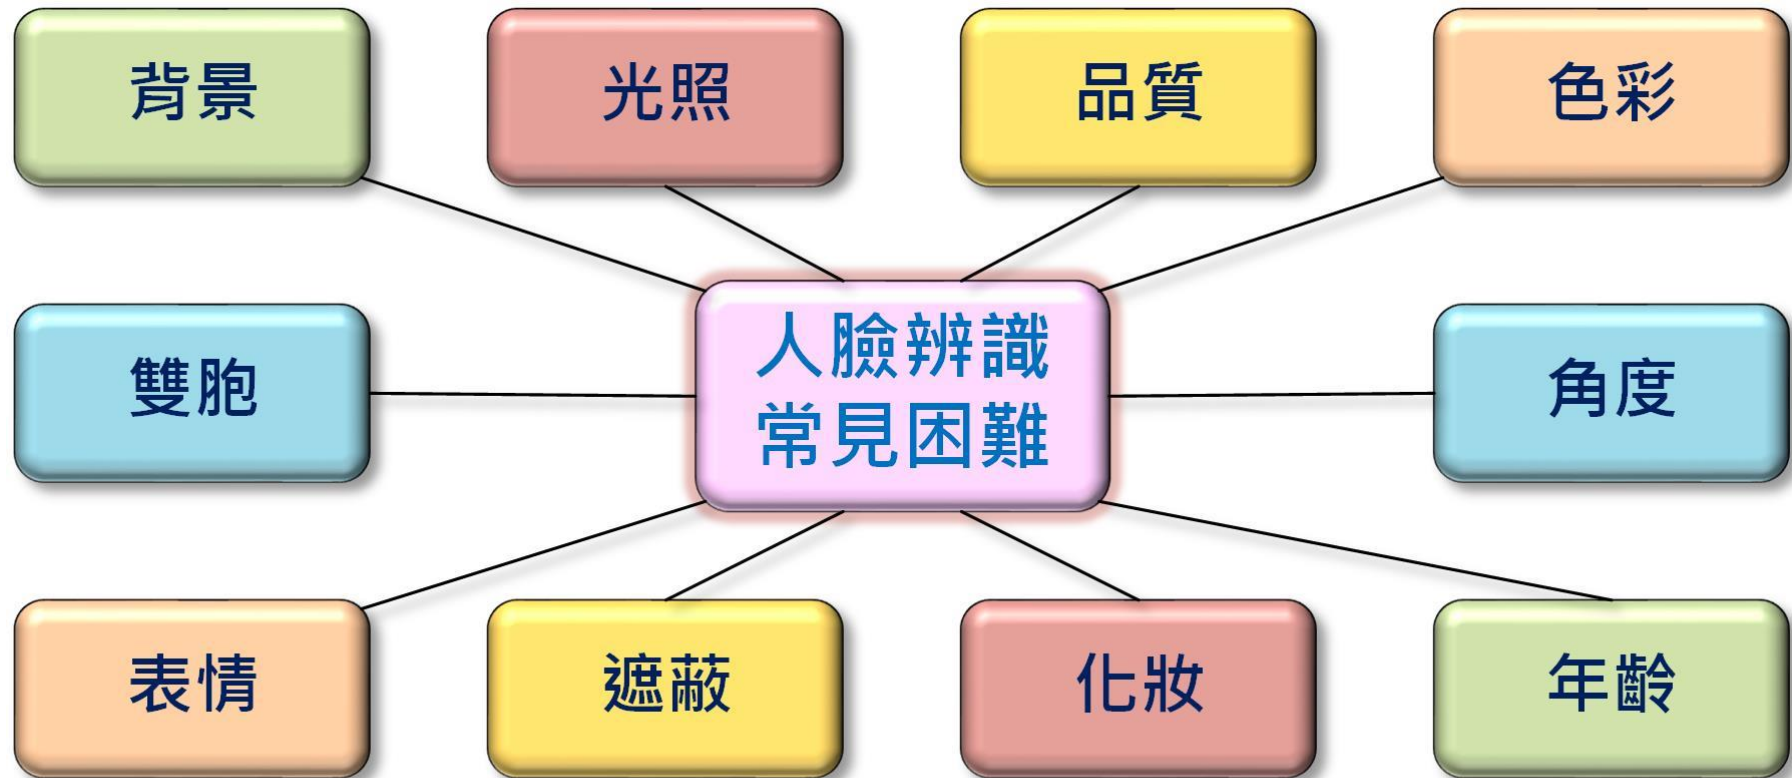 背景
光照
品質
色彩
雙胞
人臉辨識
常見困難
角度
表情
遮蔽
化妝
年齡